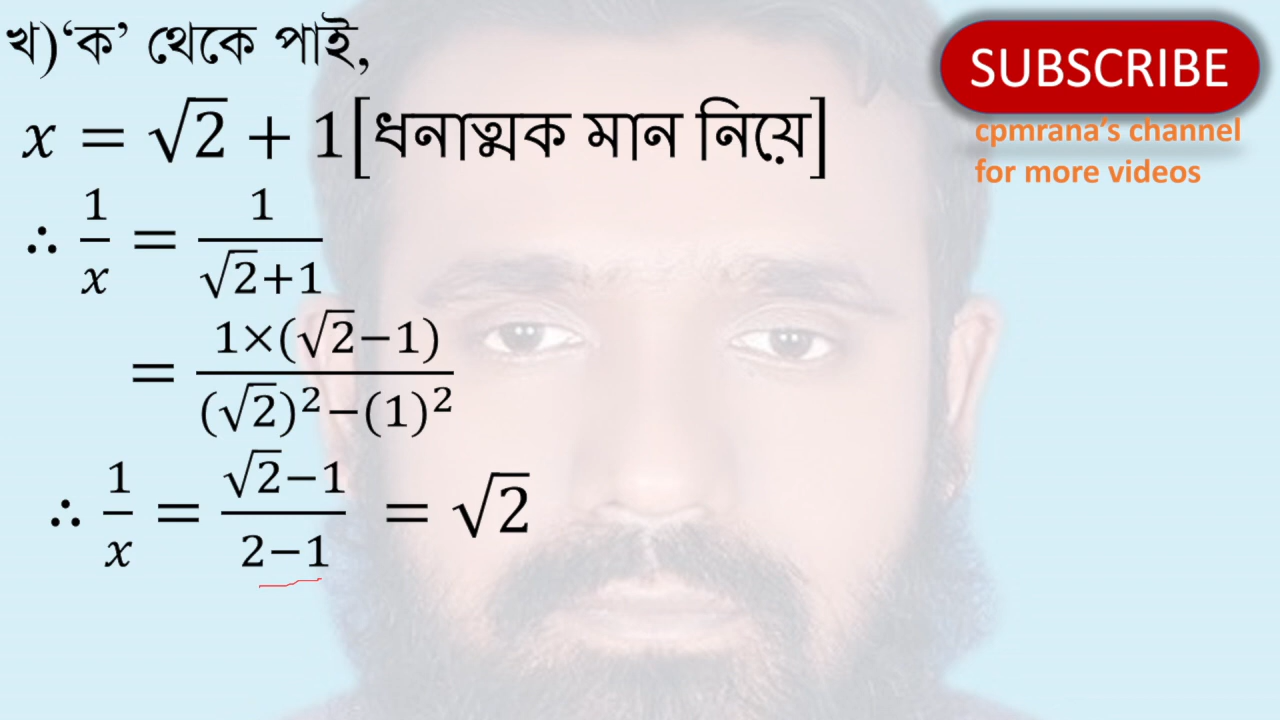 খ)‘ক’ থেকে পাই,
x = √2 + 1[ধনাত্মক মান নিয়ে]
∴ 1/x = 1/(√2+1)
= 1×(√2−1)/((√2)²−(1)²)
∴ 1/x = (√2−1)/(2−1) = √2
SUBSCRIBE
cpmrana’s channel
for more videos